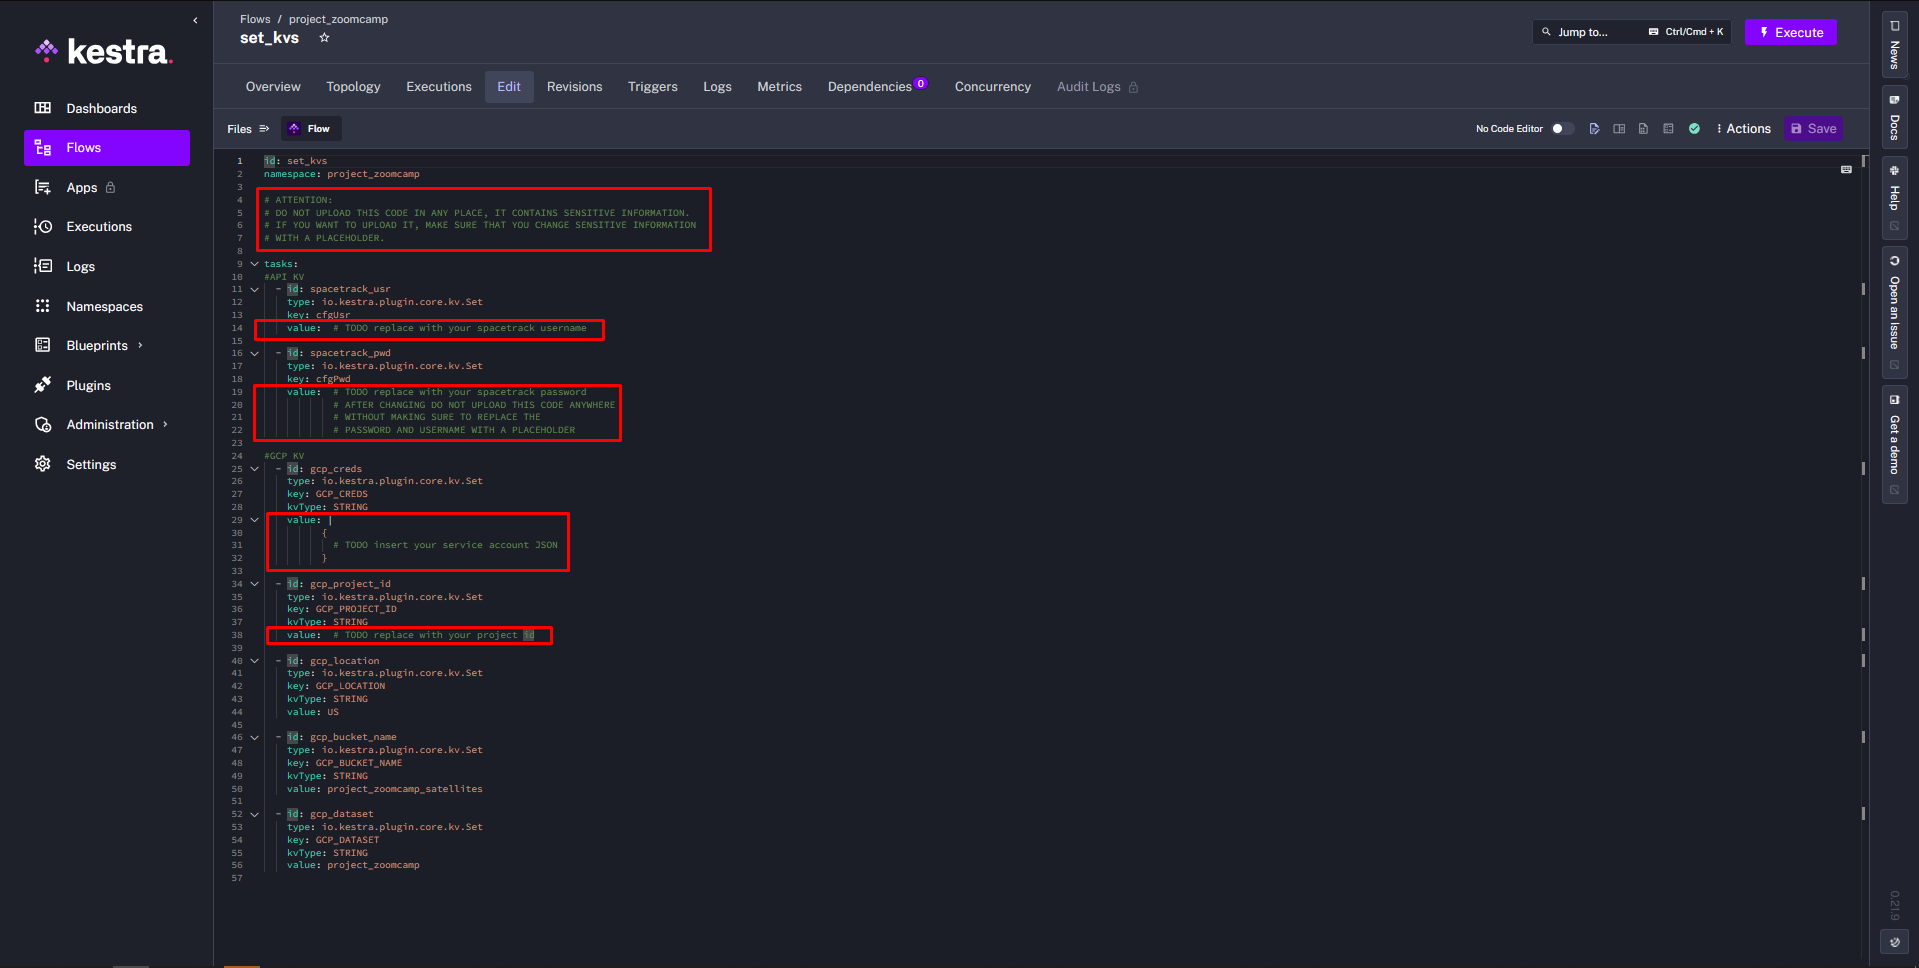 Flows / project_zoomcamp
set_kvs
Jump to... Ctrl/Cmd + K
Execute
kestra.
Dashboards
Flows
Apps
Executions
Logs
Namespaces
Blueprints
Plugins
Administration
Settings
Overview Topology Executions Edit Revisions Triggers Logs Metrics Dependencies 0 Concurrency Audit Logs
Files Flow No Code Editor Actions Save
1 id: set_kvs
2 namespace: project_zoomcamp
3
4 # ATTENTION:
5 # DO NOT UPLOAD THIS CODE IN ANY PLACE, IT CONTAINS SENSITIVE INFORMATION.
6 # IF YOU WANT TO UPLOAD IT, MAKE SURE THAT YOU CHANGE SENSITIVE INFORMATION
7 # WITH A PLACEHOLDER.
8
9 tasks:
10 #API KV
11 - id: spacetrack_usr
12 type: io.kestra.plugin.core.kv.Set
13 key: cfgUsr
14 value: # TODO replace with your spacetrack username
15
16 - id: spacetrack_pwd
17 type: io.kestra.plugin.core.kv.Set
18 key: cfgPwd
19 value: # TODO replace with your spacetrack password
20 # AFTER CHANGING DO NOT UPLOAD THIS CODE ANYWHERE
21 # WITHOUT MAKING SURE TO REPLACE THE
22 # PASSWORD AND USERNAME WITH A PLACEHOLDER
23
24 #GCP KV
25 - id: gcp_creds
26 type: io.kestra.plugin.core.kv.Set
27 key: GCP_CREDS
28 kvType: STRING
29 value: |
30 {
31 # TODO insert your service account JSON
32 }
33
34 - id: gcp_project_id
35 type: io.kestra.plugin.core.kv.Set
36 key: GCP_PROJECT_ID
37 kvType: STRING
38 value: # TODO replace with your project id
39
40 - id: gcp_location
41 type: io.kestra.plugin.core.kv.Set
42 key: GCP_LOCATION
43 kvType: STRING
44 value: US
45
46 - id: gcp_bucket_name
47 type: io.kestra.plugin.core.kv.Set
48 key: GCP_BUCKET_NAME
49 kvType: STRING
50 value: project_zoomcamp_satellites
51
52 - id: gcp_dataset
53 type: io.kestra.plugin.core.kv.Set
54 key: GCP_DATASET
55 kvType: STRING
56 value: project_zoomcamp
57
News
Docs
Help
Open an Issue
Get a demo
0.21.9